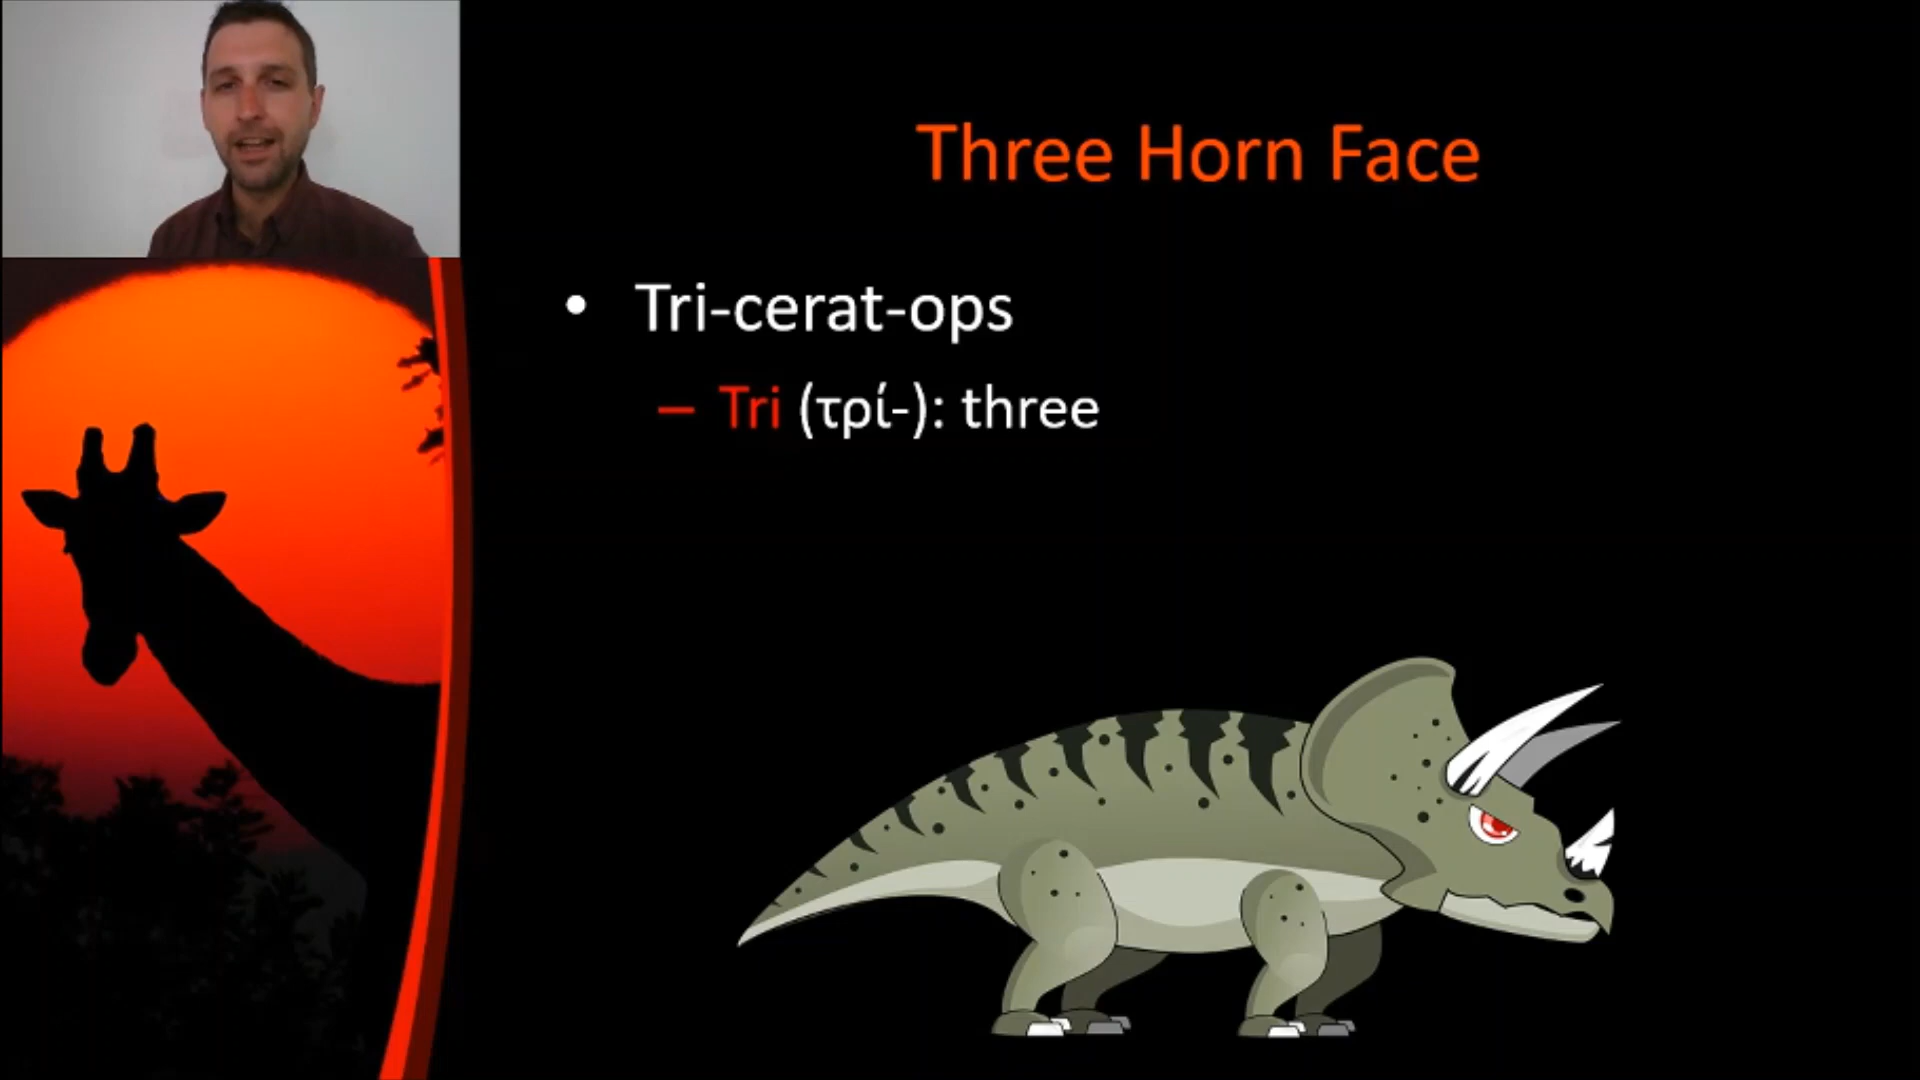 Three Horn Face
• Tri-cerat-ops
– Tri (τρί-): three